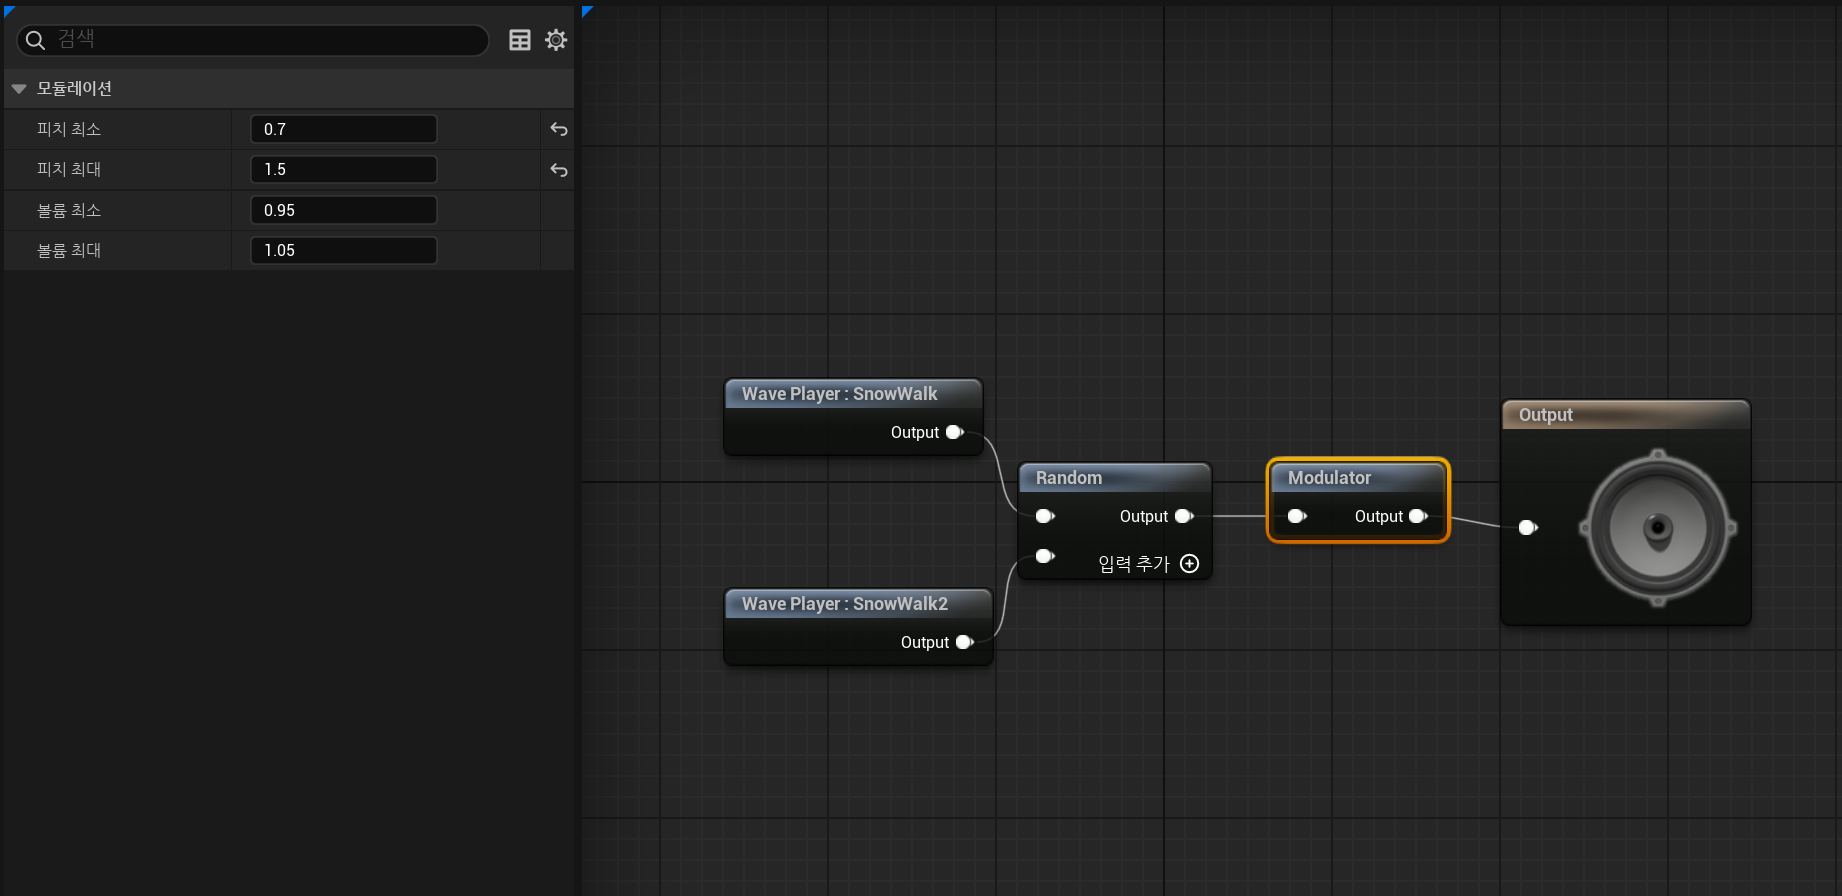 검색
모듈레이션
피치 최소 0.7
피치 최대 1.5
볼륨 최소 0.95
볼륨 최대 1.05
Wave Player : SnowWalk
Output
Random
Output
입력 추가
Wave Player : SnowWalk2
Output
Modulator
Output
Output